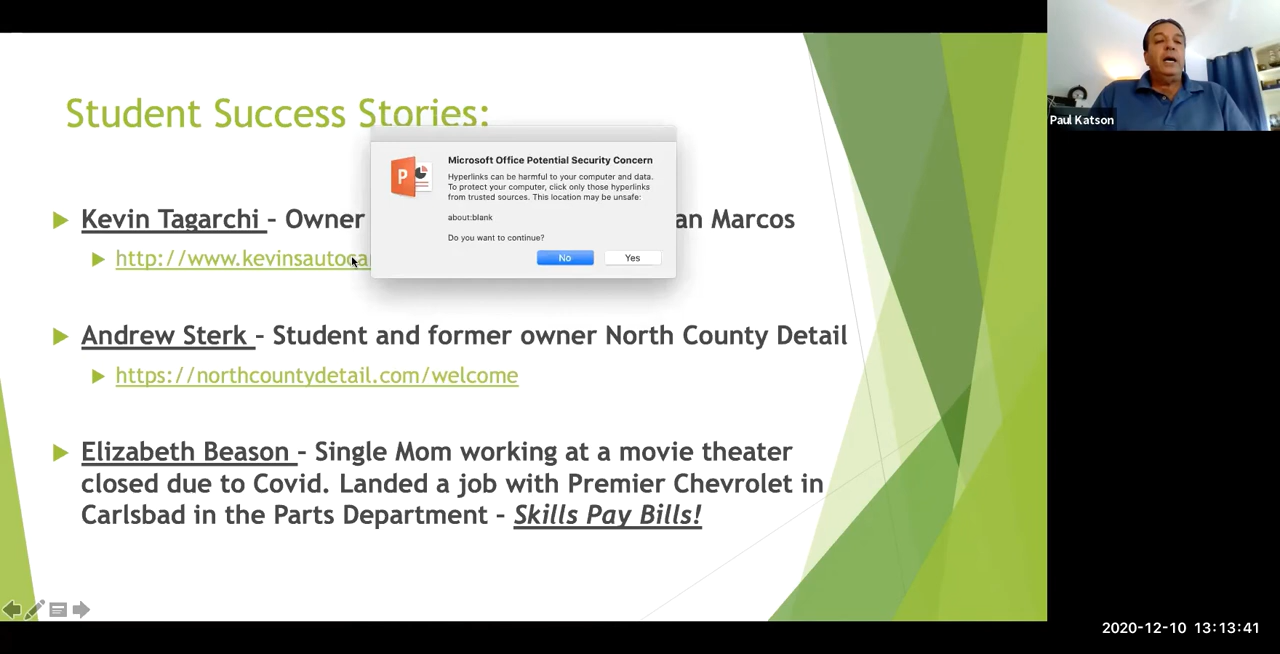 Student Success Stories:
Microsoft Office Potential Security Concern
Hyperlinks can be harmful to your computer and data.
To protect your computer, click only those hyperlinks
from trusted sources. This location may be unsafe:
about:blank
Do you want to continue?
No Yes
Kevin Tagarchi – Owner an Marcos
http://www.kevinsautoca
Andrew Sterk – Student and former owner North County Detail
https://northcountydetail.com/welcome
Elizabeth Beason – Single Mom working at a movie theater
closed due to Covid. Landed a job with Premier Chevrolet in
Carlsbad in the Parts Department – Skills Pay Bills!
Paul Katson
2020-12-10 13:13:41